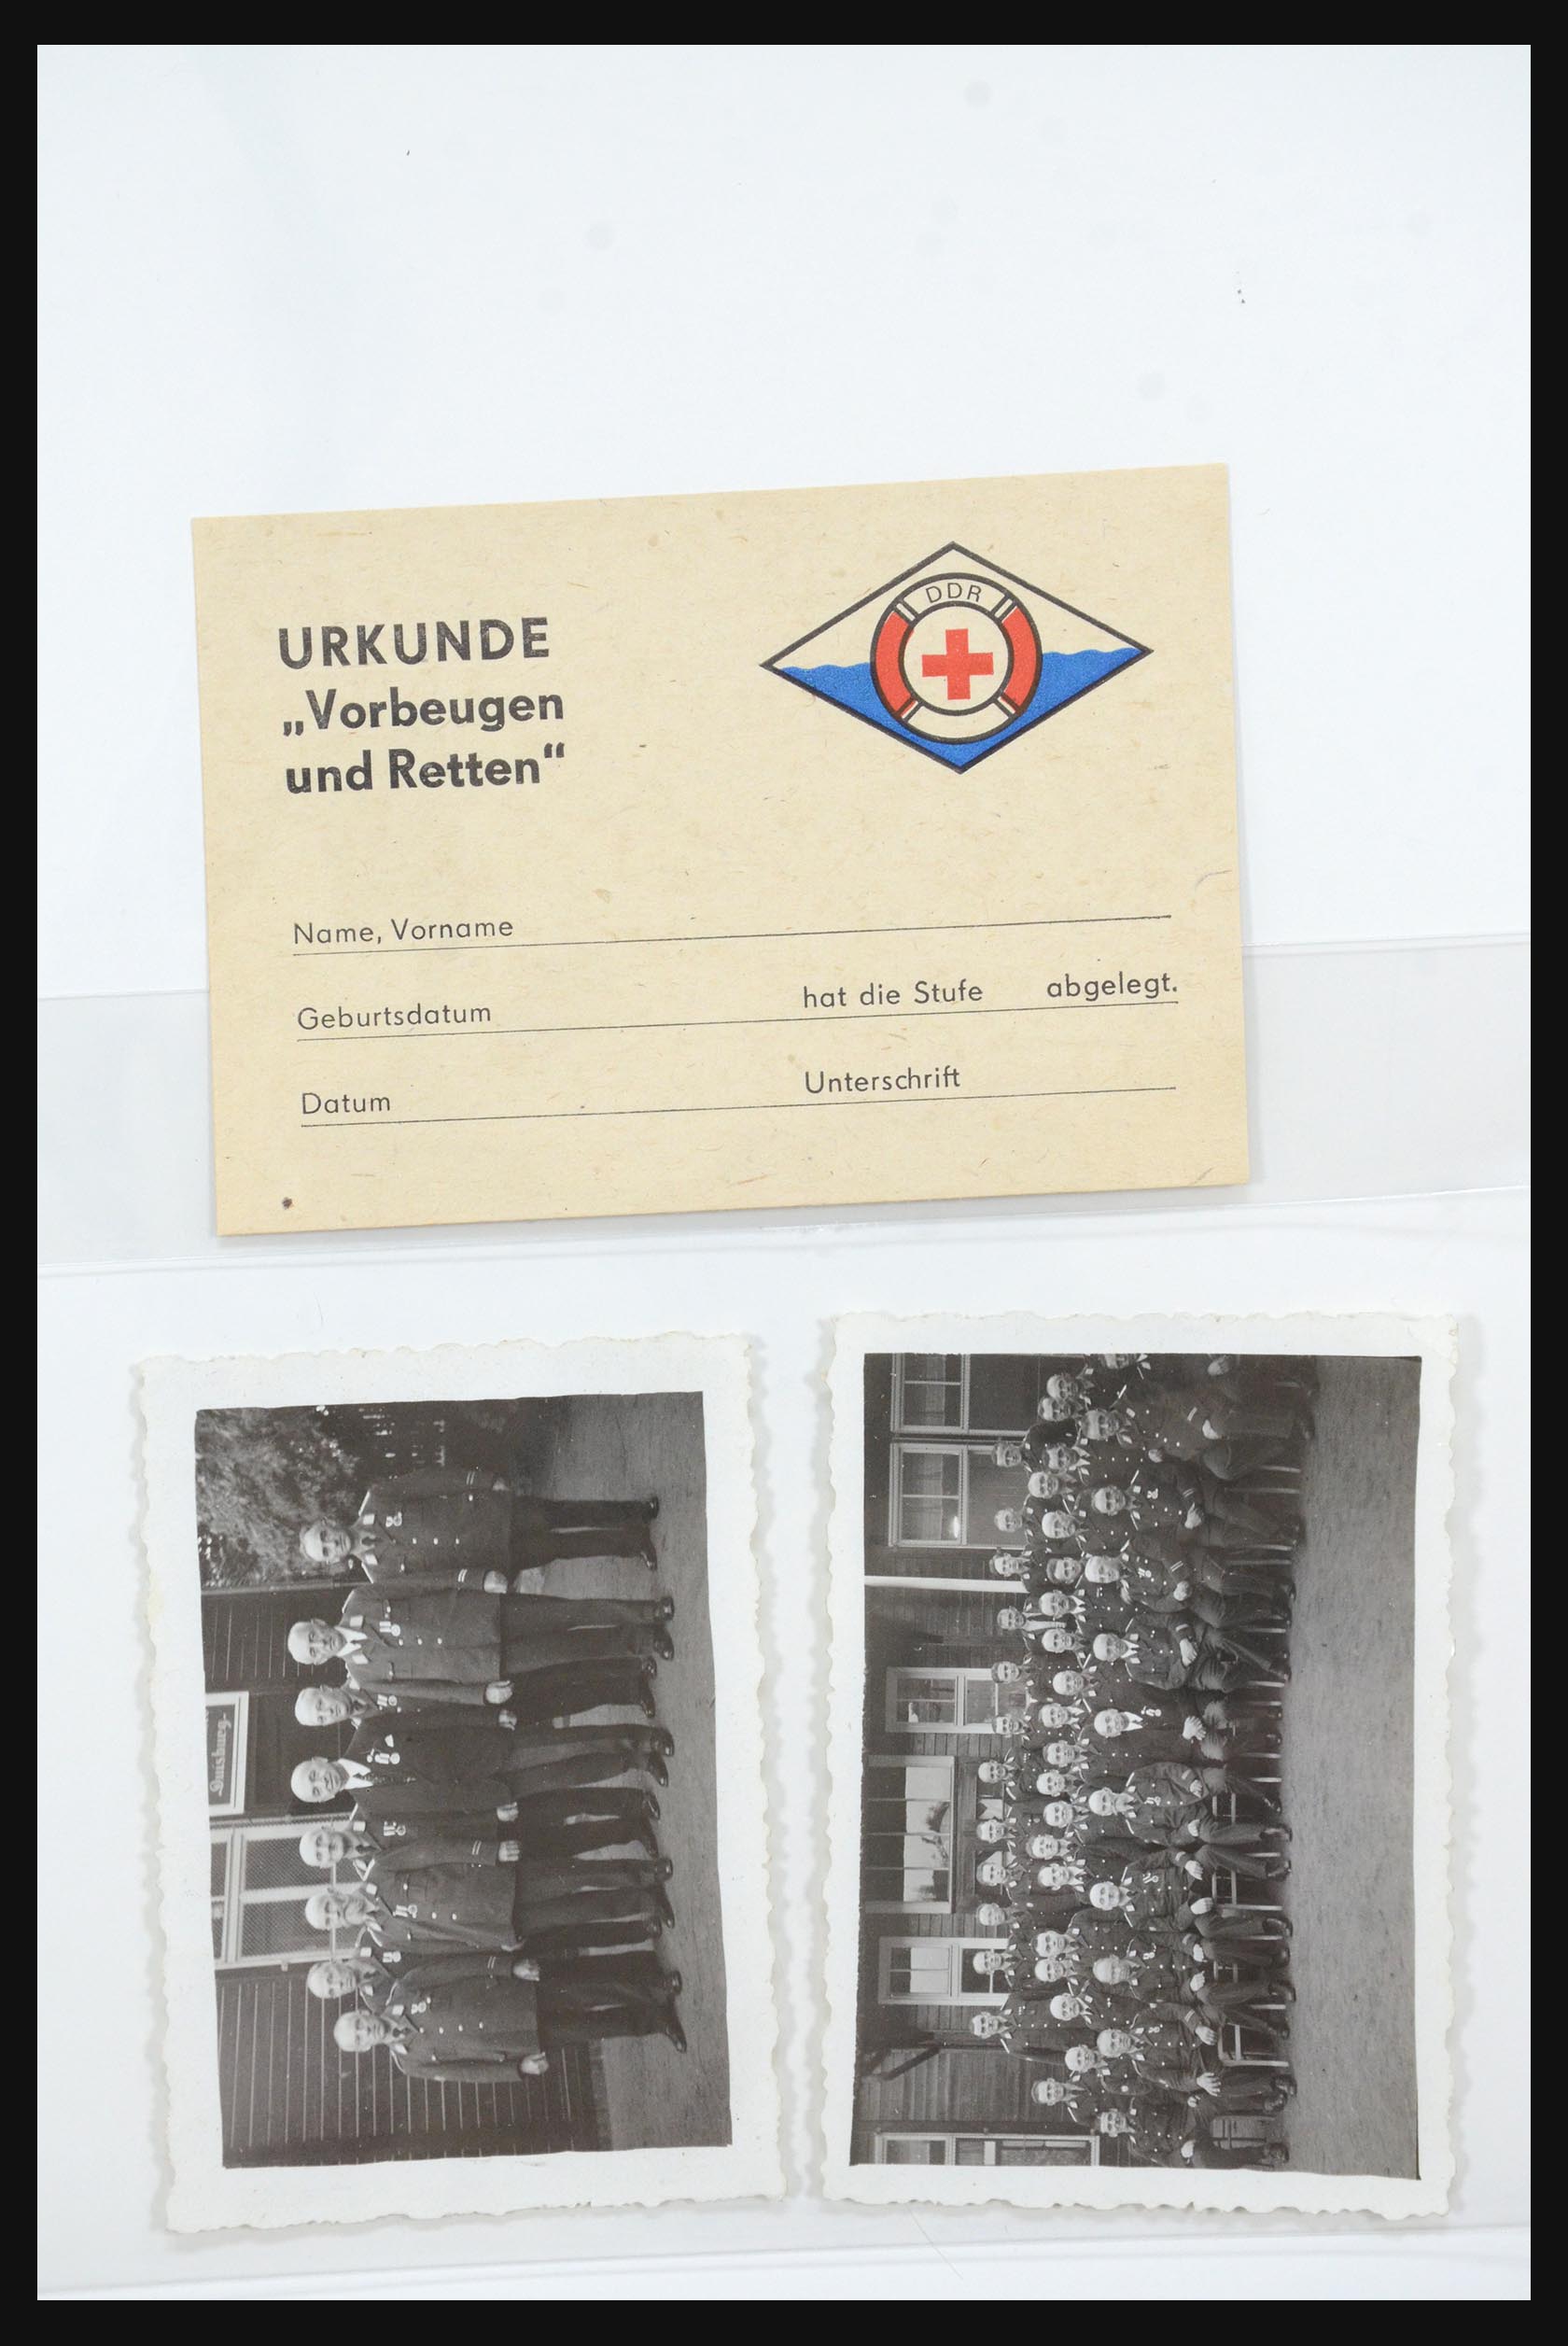 URKUNDE
„Vorbeugen
und Retten“
DDR
Name, Vorname
Geburtsdatum hat die Stufe abgelegt.
Datum Unterschrift
Duisburg.